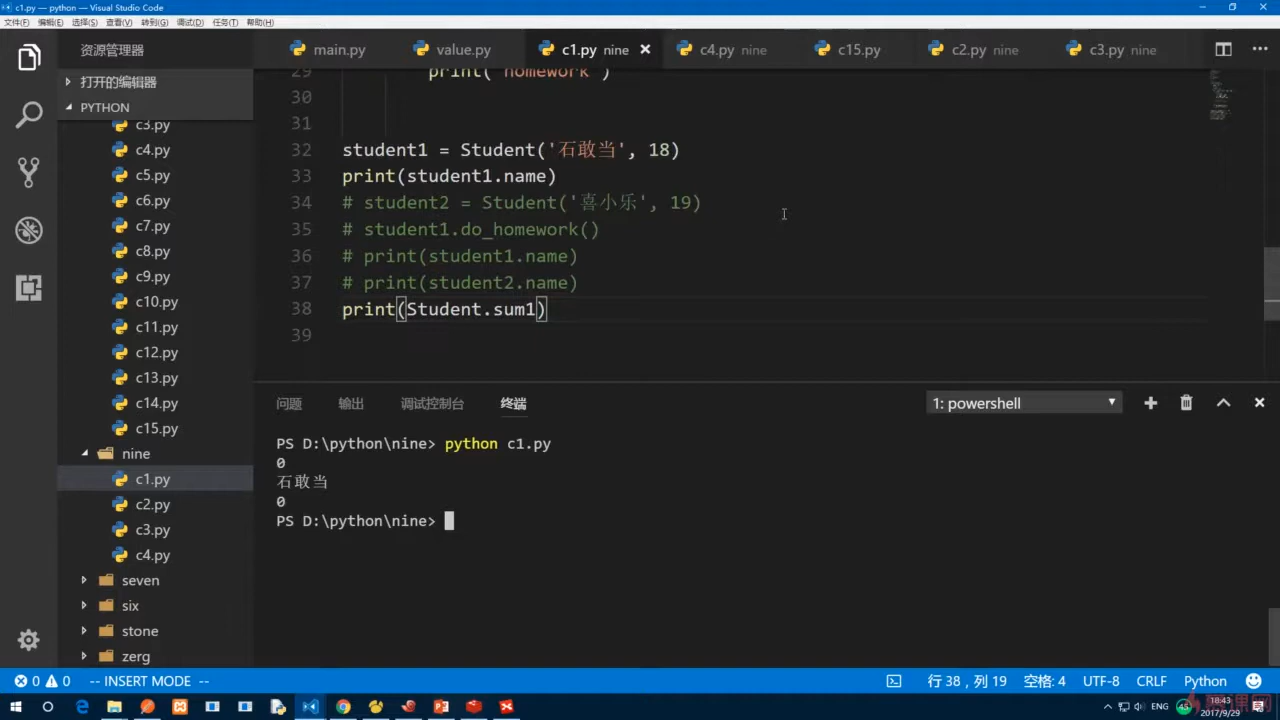 c1.py — python — Visual Studio Code
文件(F) 编辑(E) 选择(S) 查看(V) 转到(G) 调试(D) 任务(T) 帮助(H)
资源管理器
main.py value.py c1.py nine c4.py nine c15.py c2.py nine c3.py nine
打开的编辑器
PYTHON
c3.py
c4.py
c5.py
c6.py
c7.py
c8.py
c9.py
c10.py
c11.py
c12.py
c13.py
c14.py
c15.py
nine
c1.py
c2.py
c3.py
c4.py
seven
six
stone
zerg
29 print('homework')
30
31
32 student1 = Student('石敢当', 18)
33 print(student1.name)
34 # student2 = Student('喜小乐', 19)
35 # student1.do_homework()
36 # print(student1.name)
37 # print(student2.name)
38 print(Student.sum1)
39
问题 输出 调试控制台 终端 1: powershell
PS D:\python\nine> python c1.py
0
石敢当
0
PS D:\python\nine>
0 0 -- INSERT MODE -- 行 38，列 19 空格: 4 UTF-8 CRLF Python
ENG 45 18:43
2017/9/29